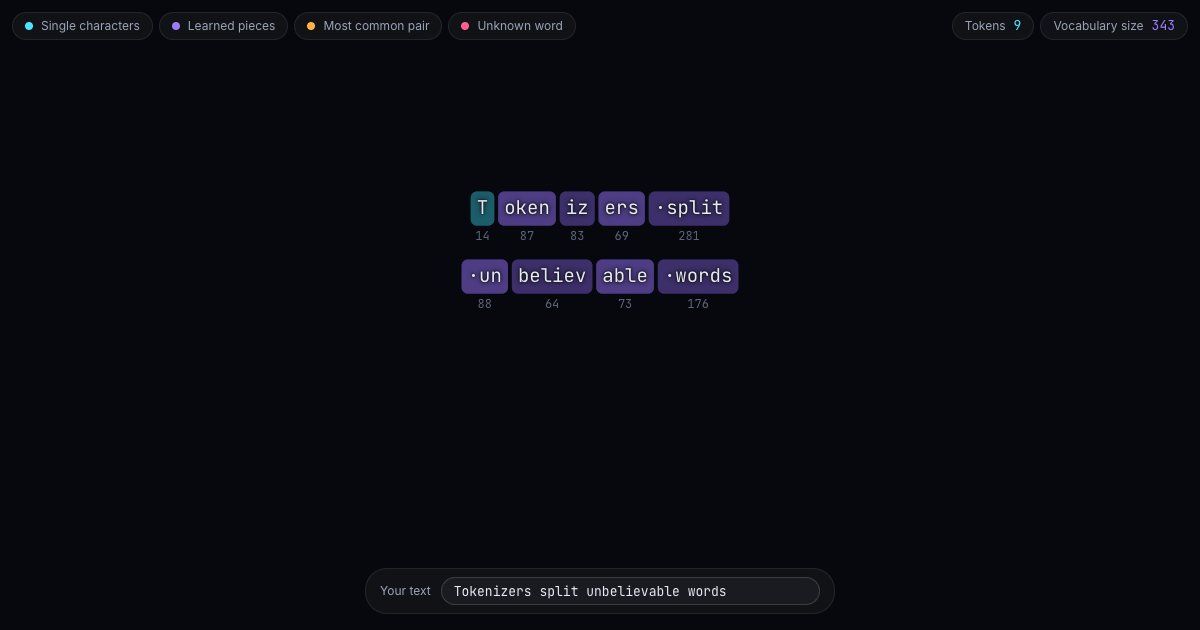 Single characters Learned pieces Most common pair Unknown word Tokens 9 Vocabulary size 343
T oken iz ers ·split
14 87 83 69 281
·un believ able ·words
88 64 73 176
Your text Tokenizers split unbelievable words